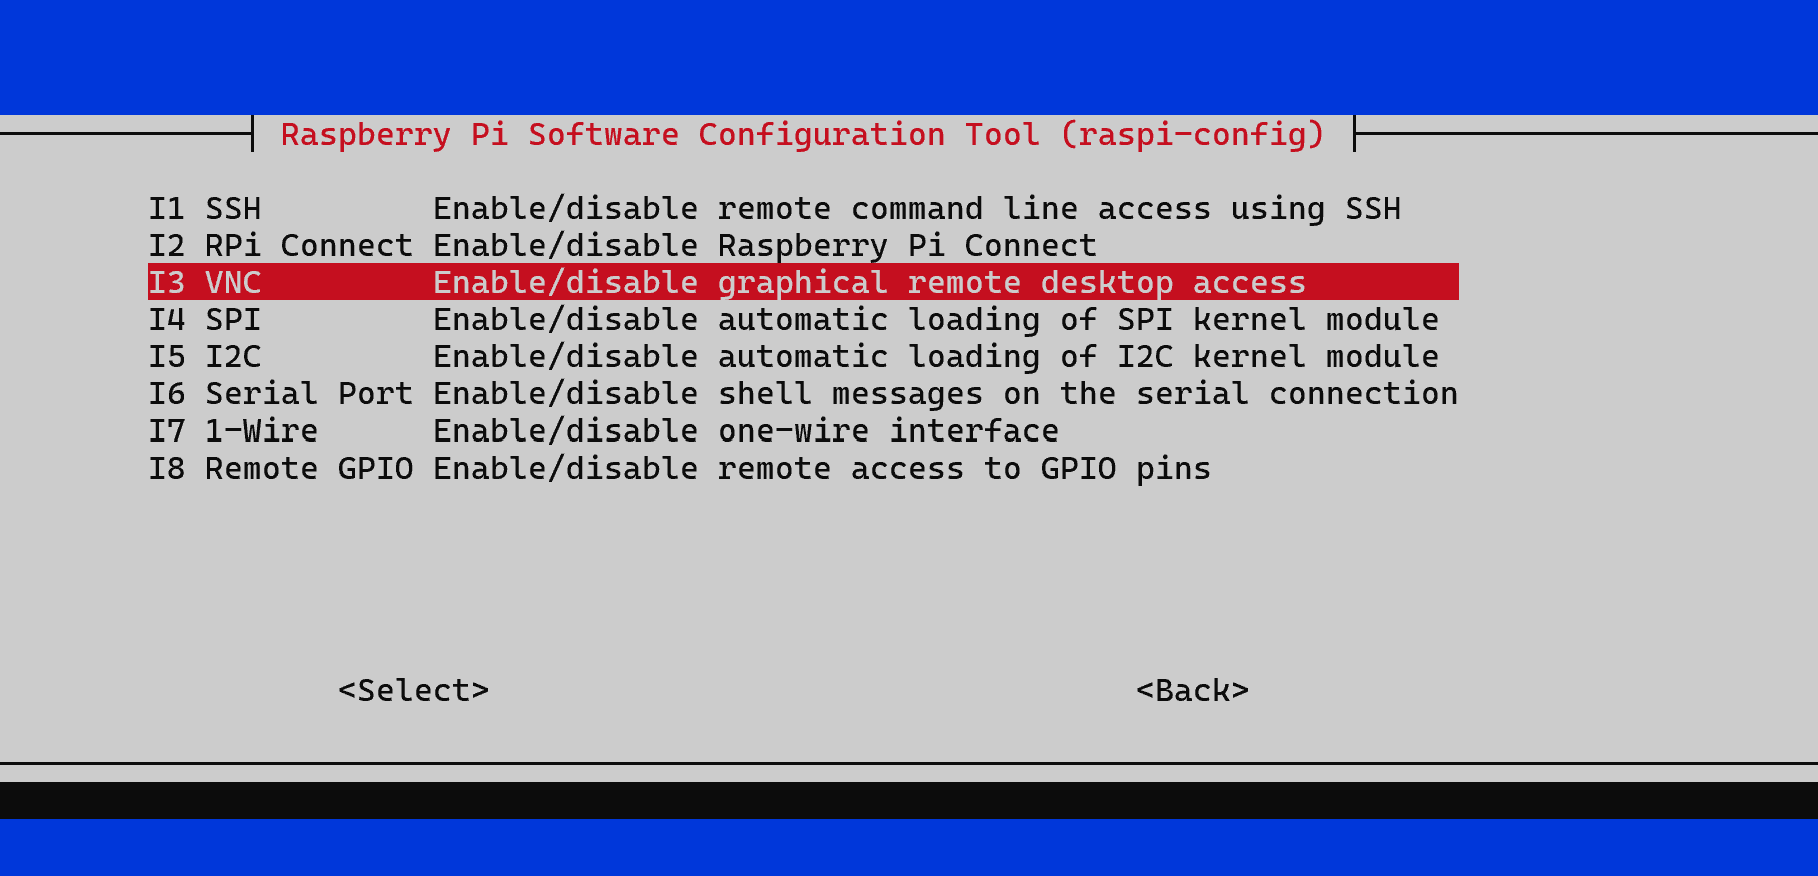 Raspberry Pi Software Configuration Tool (raspi-config)
I1 SSH Enable/disable remote command line access using SSH
I2 RPi Connect Enable/disable Raspberry Pi Connect
I3 VNC Enable/disable graphical remote desktop access
I4 SPI Enable/disable automatic loading of SPI kernel module
I5 I2C Enable/disable automatic loading of I2C kernel module
I6 Serial Port Enable/disable shell messages on the serial connection
I7 1-Wire Enable/disable one-wire interface
I8 Remote GPIO Enable/disable remote access to GPIO pins
<Select> <Back>